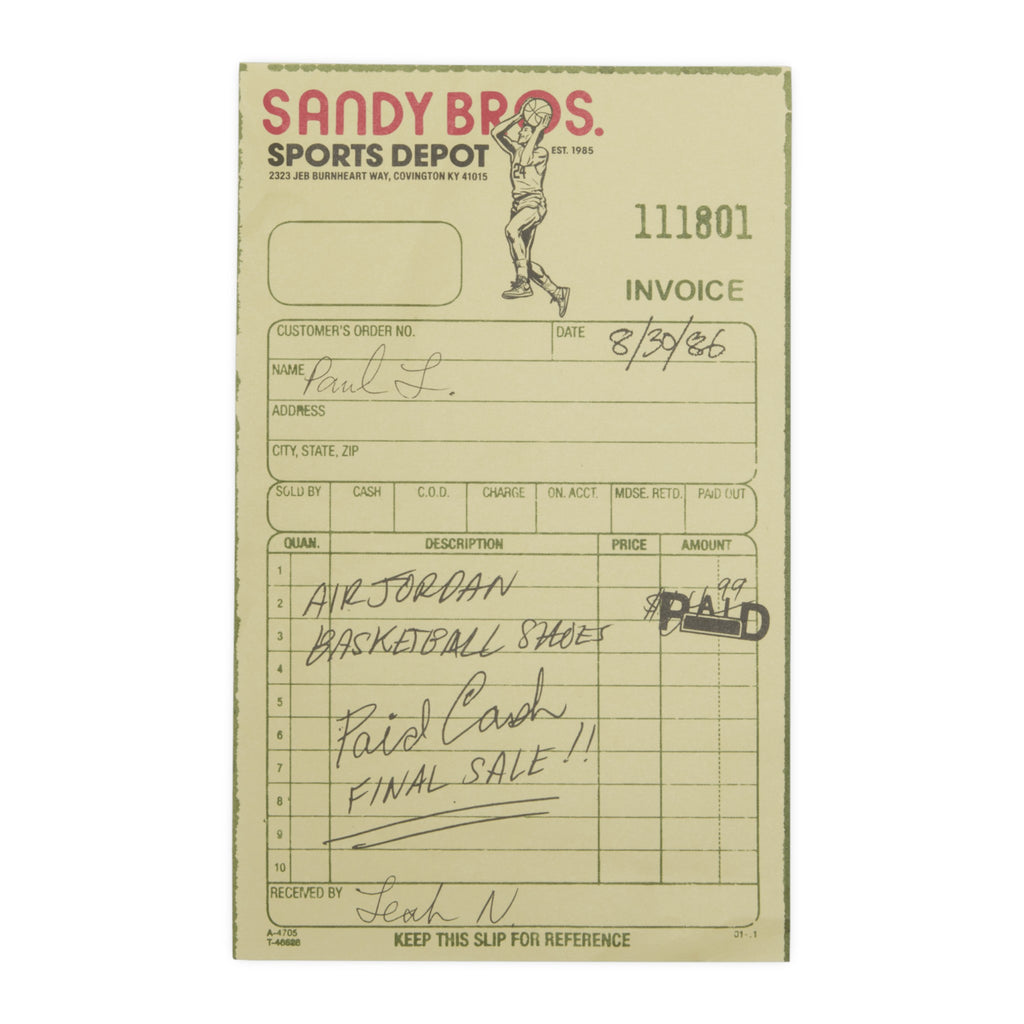 SANDY BROS.
SPORTS DEPOT
EST. 1985
2323 JEB BURNHEART WAY, COVINGTON KY 41015
24
111801
INVOICE
CUSTOMER'S ORDER NO.
DATE 8/30/86
NAME Paul L.
ADDRESS
CITY, STATE, ZIP
SOLD BY CASH C.O.D. CHARGE ON. ACCT. MDSE. RETD. PAID OUT
QUAN. DESCRIPTION PRICE AMOUNT
1
2 AIR JORDAN $ 99
PAID
3 BASKETBALL SHOES
4
5
6 Paid Cash
7
8 FINAL SALE!!
9
10
RECEIVED BY Leah N.
A-4705
T-46628
KEEP THIS SLIP FOR REFERENCE